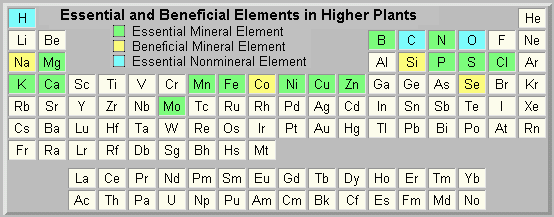 Essential and Beneficial Elements in Higher Plants
H He
Essential Mineral Element
Beneficial Mineral Element
Essential Nonmineral Element
Li Be B C N O F Ne
Na Mg Al Si P S Cl Ar
K Ca Sc Ti V Cr Mn Fe Co Ni Cu Zn Ga Ge As Se Br Kr
Rb Sr Y Zr Nb Mo Tc Ru Rh Pd Ag Cd In Sn Sb Te I Xe
Cs Ba Lu Hf Ta W Re Os Ir Pt Au Hg Tl Pb Bi Po At Rn
Fr Ra Lr Rf Db Sg Bh Hs Mt
La Ce Pr Nd Pm Sm Eu Gd Tb Dy Ho Er Tm Yb
Ac Th Pa U Np Pu Am Cm Bk Cf Es Fm Md No